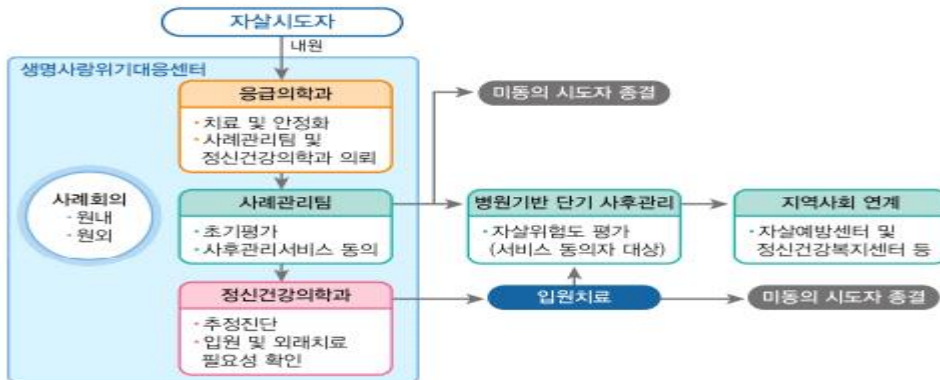 자살시도자
내원
생명사랑위기대응센터
응급의학과
· 치료 및 안정화
· 사례관리팀 및
정신건강의학과 의뢰
미동의 시도자 종결
사례회의
· 원내
· 원외
사례관리팀
· 초기평가
· 사후관리서비스 동의
병원기반 단기 사후관리
· 자살위험도 평가
(서비스 동의자 대상)
지역사회 연계
· 자살예방센터 및
정신건강복지센터 등
정신건강의학과
· 추정진단
· 입원 및 외래치료
필요성 확인
입원치료
미동의 시도자 종결